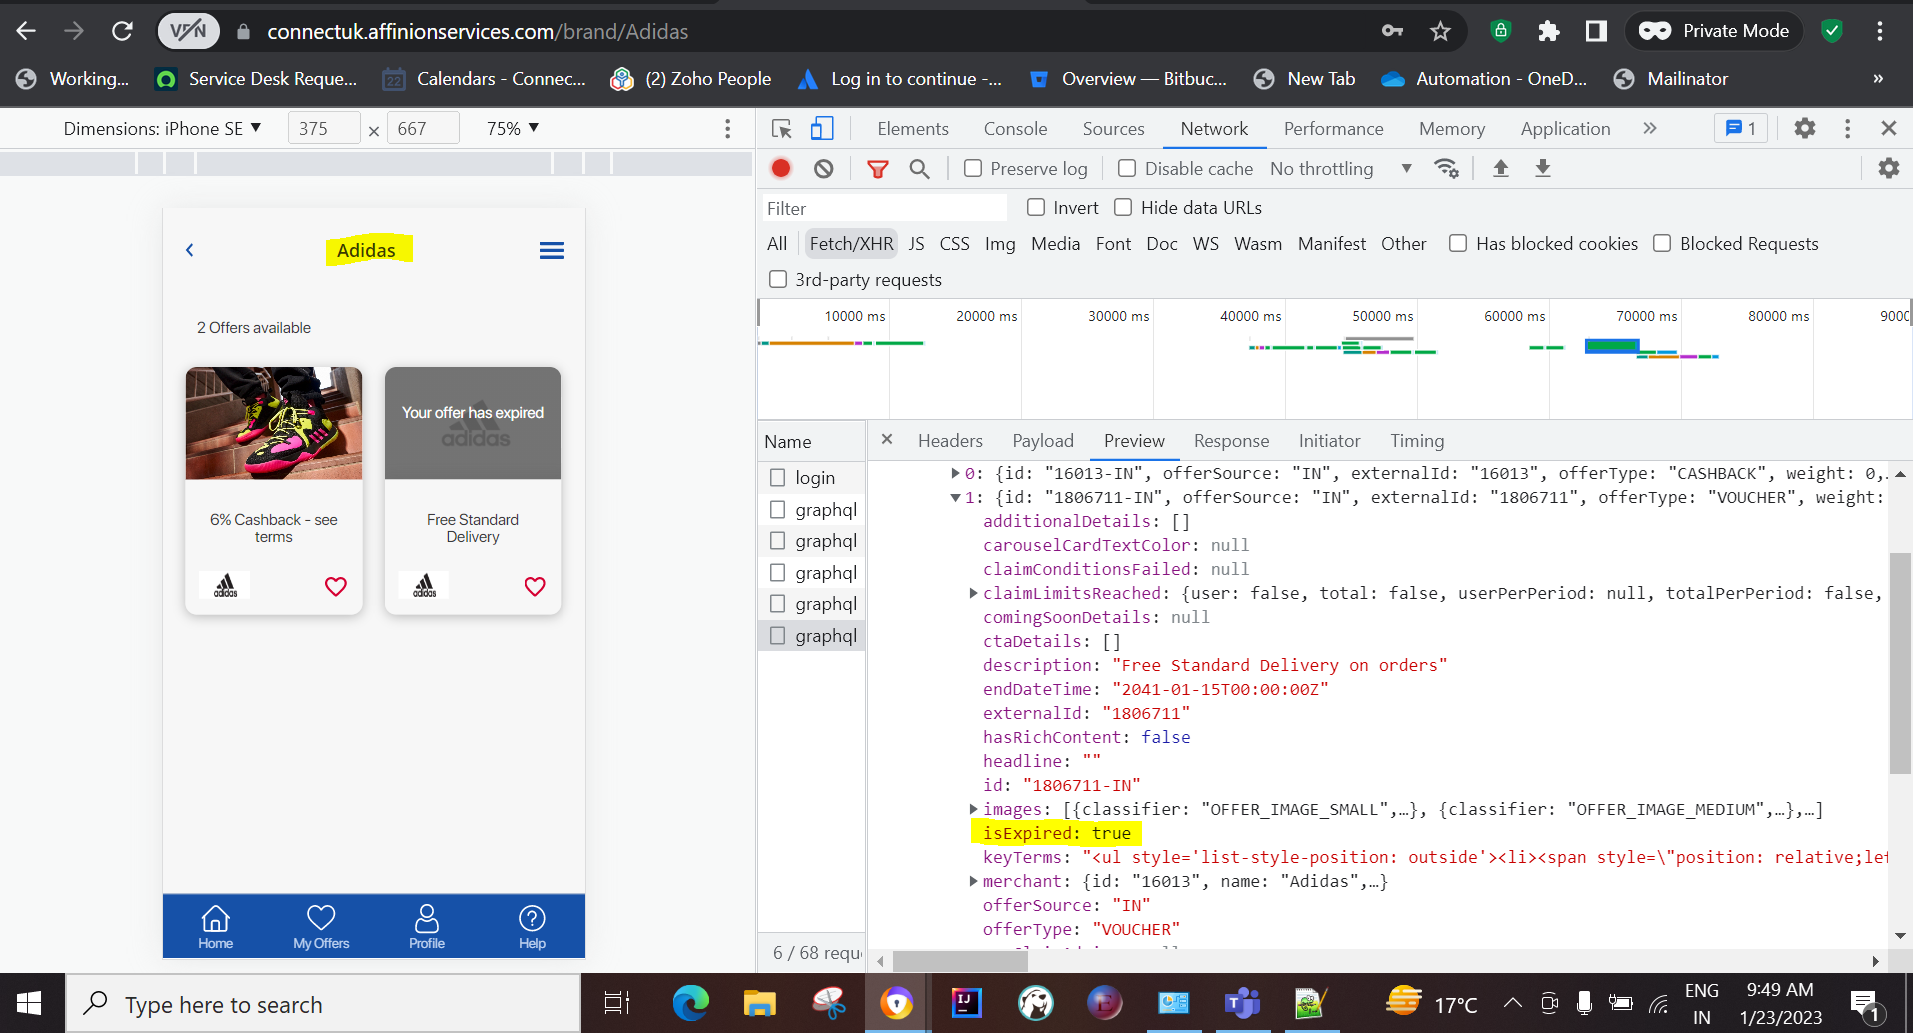 VPN
connectuk.affinionservices.com/brand/Adidas
Private Mode
Working...
Service Desk Reque...
22
Calendars - Connec...
(2) Zoho People
Log in to continue -...
Overview — Bitbuc...
New Tab
Automation - OneD...
Mailinator
»
Dimensions: iPhone SE ▼
375 × 667
75% ▼
Elements
Console
Sources
Network
Performance
Memory
Application
»
1
Preserve log
Disable cache
No throttling ▼
Filter
Invert
Hide data URLs
All
Fetch/XHR
JS
CSS
Img
Media
Font
Doc
WS
Wasm
Manifest
Other
Has blocked cookies
Blocked Requests
3rd-party requests
10000 ms
20000 ms
30000 ms
40000 ms
50000 ms
60000 ms
70000 ms
80000 ms
9000
Adidas
2 Offers available
Your offer has expired
adidas
6% Cashback - see
terms
adidas
Free Standard
Delivery
adidas
Home
My Offers
Profile
Help
Name
login
graphql
graphql
graphql
graphql
graphql
6 / 68 requ
Headers
Payload
Preview
Response
Initiator
Timing
0: {id: "16013-IN", offerSource: "IN", externalId: "16013", offerType: "CASHBACK", weight: 0,…
1: {id: "1806711-IN", offerSource: "IN", externalId: "1806711", offerType: "VOUCHER", weight:
additionalDetails: []
carouselCardTextColor: null
claimConditionsFailed: null
claimLimitsReached: {user: false, total: false, userPerPeriod: null, totalPerPeriod: false,
comingSoonDetails: null
ctaDetails: []
description: "Free Standard Delivery on orders"
endDateTime: "2041-01-15T00:00:00Z"
externalId: "1806711"
hasRichContent: false
headline: ""
id: "1806711-IN"
images: [{classifier: "OFFER_IMAGE_SMALL",…}, {classifier: "OFFER_IMAGE_MEDIUM",…},…]
isExpired: true
keyTerms: "<ul style='list-style-position: outside'><li><span style=\"position: relative;lef
merchant: {id: "16013", name: "Adidas",…}
offerSource: "IN"
offerType: "VOUCHER"
Type here to search
IJ
17°C
ENG
IN
9:49 AM
1/23/2023
1